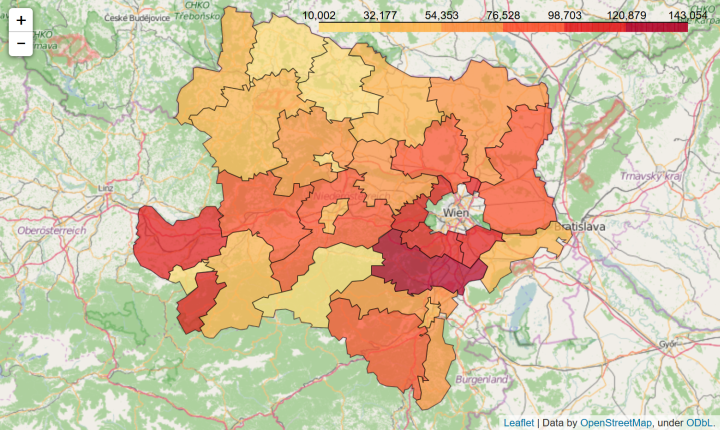 +
−
České Budějovice
CHKO
Třeboňsko
10,002 32,177 54,353 76,528 98,703 120,879 143,054
CHKO
Linz
Trnavský kraj
Wien
Oberösterreich
Bratislava
Győr
Burgenland
Leaflet | Data by OpenStreetMap, under ODbL.